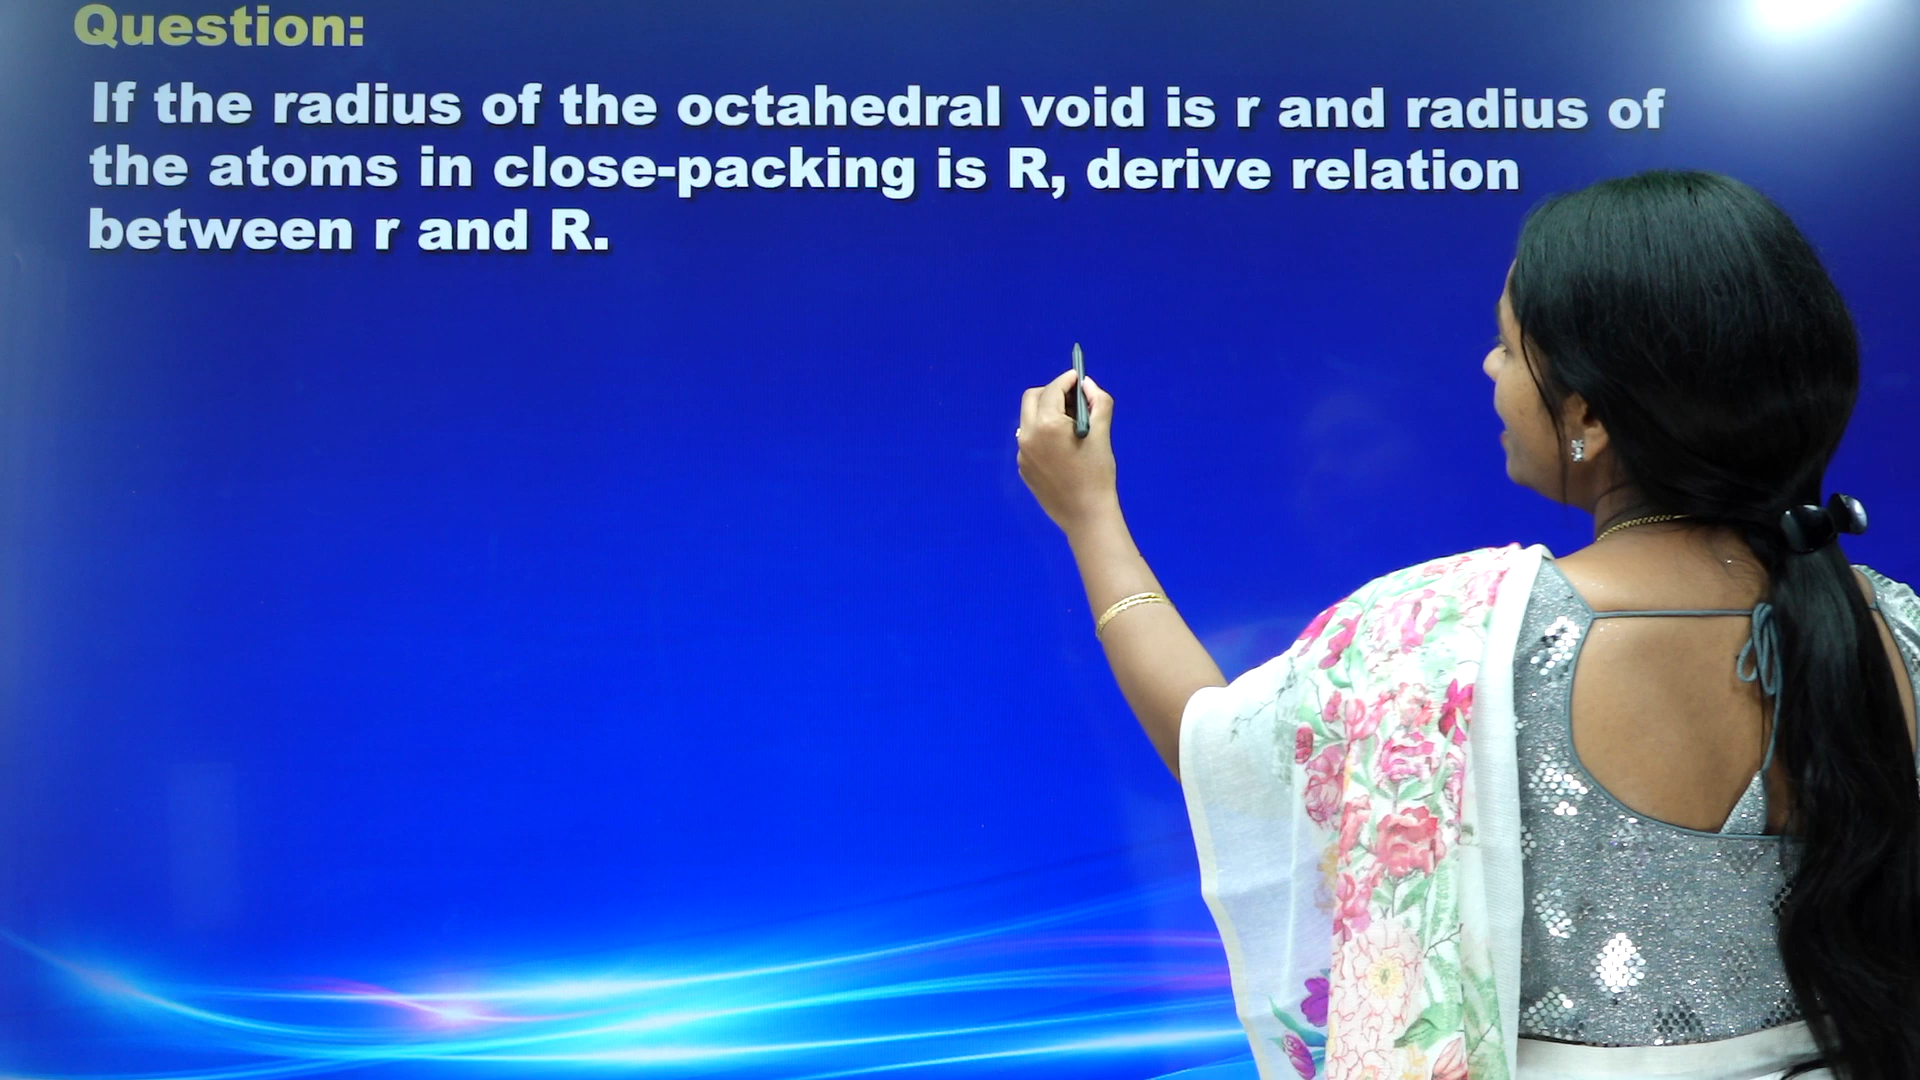 Question:
If the radius of the octahedral void is r and radius of
the atoms in close-packing is R, derive relation
between r and R.